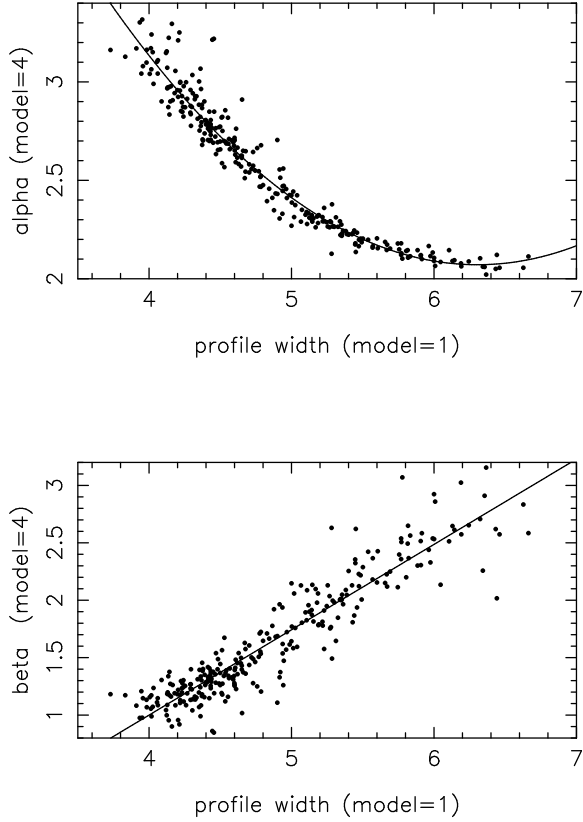 alpha (model=4)
3
2.5
2
4 5 6 7
profile width (model=1)
beta (model=4)
3
2.5
2
1.5
1
4 5 6 7
profile width (model=1)